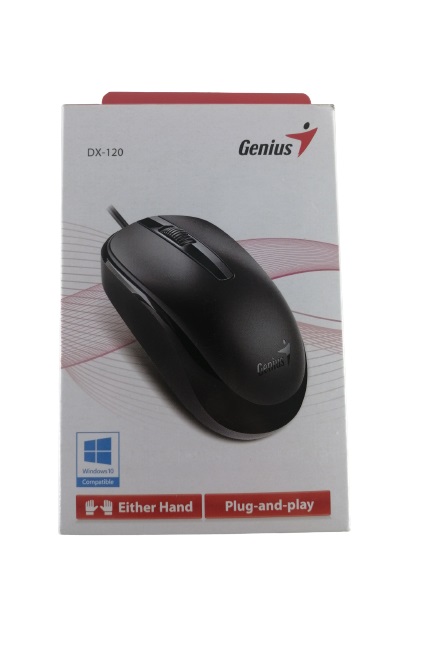 DX-120
Genius
Genius
Windows 10
Compatible
Either Hand
Plug-and-play